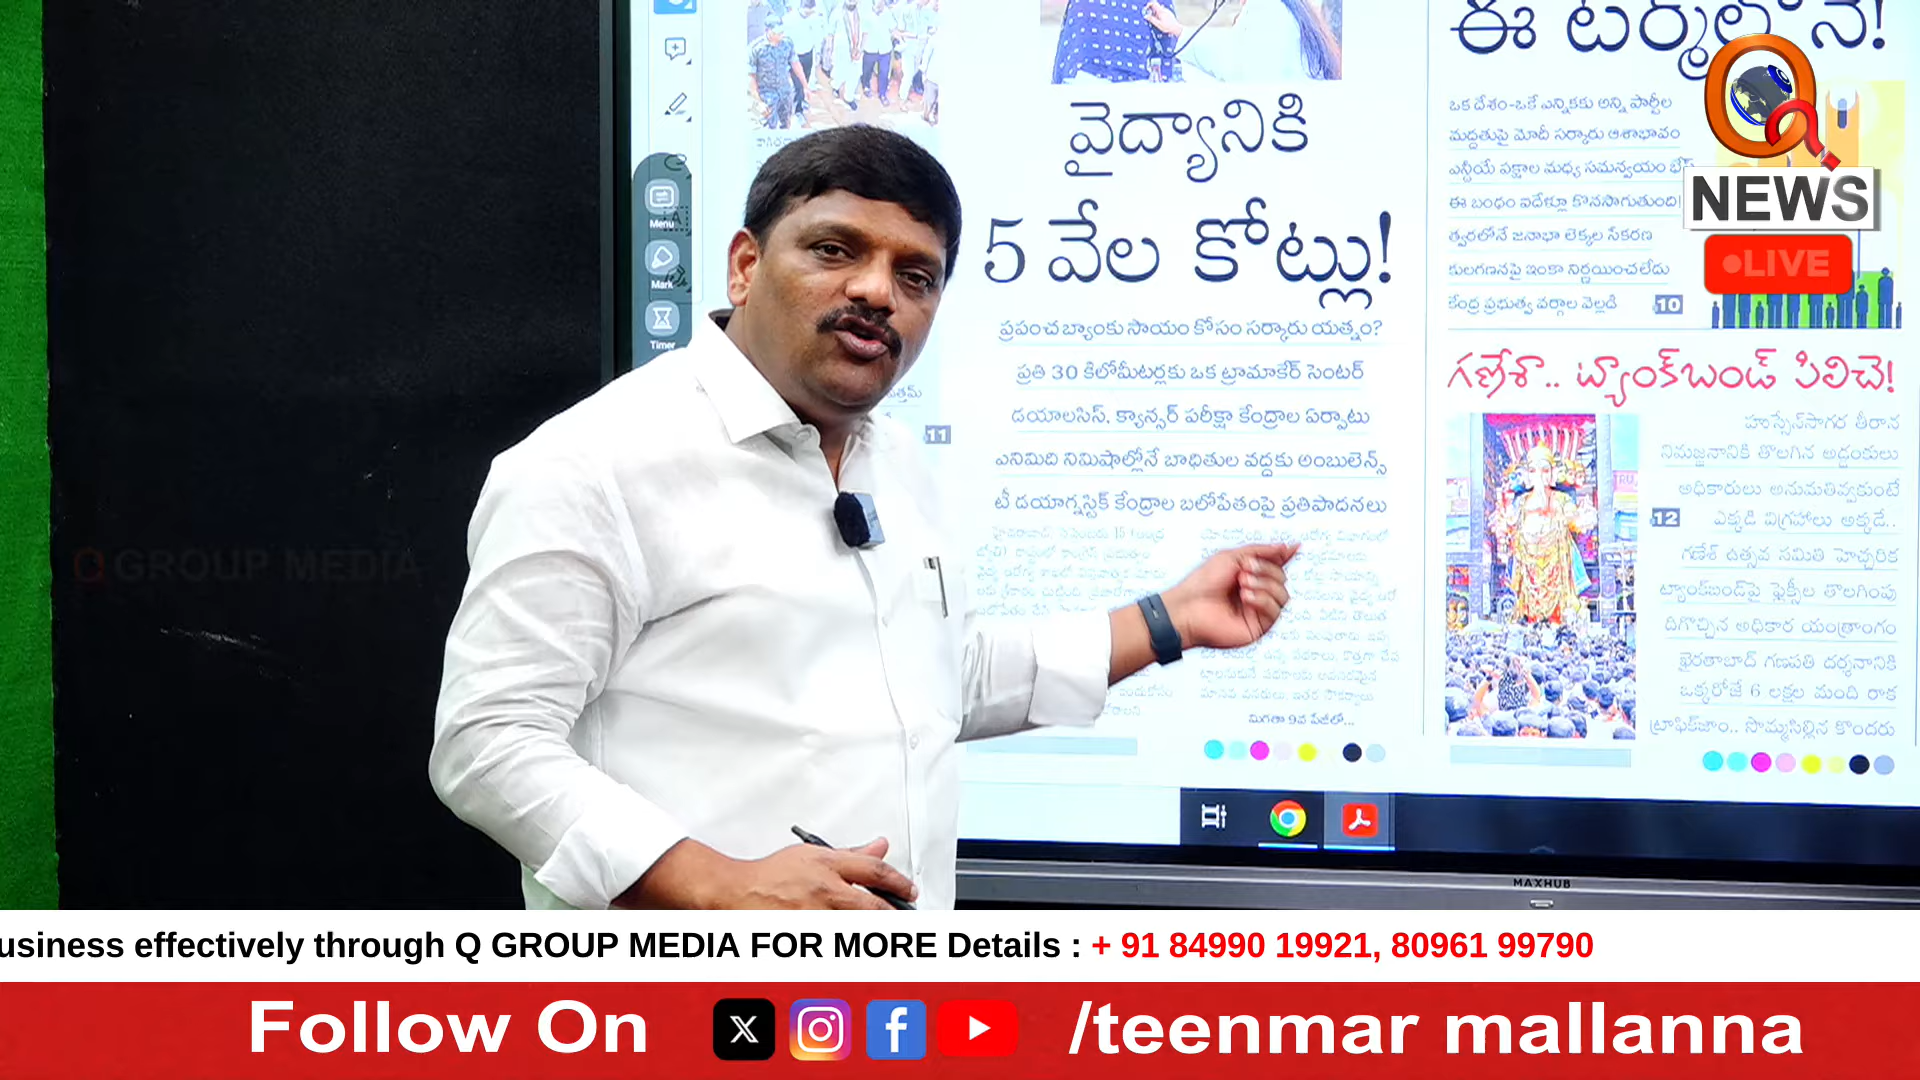 ఈ టర్మ్‌లోనే!
ఒక దేశం-ఒకే ఎన్నికకు అన్ని పార్టీల
మద్దతుపై మోదీ సర్కారు ఆశాభావం
ఎన్డీయే పక్షాల మధ్య సమన్వయం భేష్
ఈ బంధం ఐదేళ్లూ కొనసాగుతుంది!
త్వరలోనే జనాభా లెక్కల సేకరణ
కులగణనపై ఇంకా నిర్ణయించలేదు
కేంద్ర ప్రభుత్వ వర్గాల వెల్లడి 10
Q
NEWS
LIVE
వైద్యానికి
5 వేల కోట్లు!
ప్రపంచ బ్యాంకు సాయం కోసం సర్కారు యత్నం?
ప్రతి 30 కిలోమీటర్లకు ఒక ట్రామాకేర్ సెంటర్
డయాలసిస్, క్యాన్సర్ పరీక్షా కేంద్రాల ఏర్పాటు
ఎనిమిది నిమిషాల్లోనే బాధితుల వద్దకు అంబులెన్స్
టీ డయాగ్నస్టిక్ కేంద్రాల బలోపేతంపై ప్రతిపాదనలు
మిగతా 9వ పేజీలో...
11
Menu
Mark
Timer
గణేశా.. ట్యాంక్‌బండ్ పిలిచె!
హుస్సేన్‌సాగర తీరాన
నిమజ్జనానికి తొలగిన అడ్డంకులు
అధికారులు అనుమతివ్వకుంటే
12 ఎక్కడి విగ్రహాలు అక్కడే..
గణేశ్ ఉత్సవ సమితి హెచ్చరిక
ట్యాంక్‌బండ్‌పై ఫ్లెక్సీల తొలగింపు
దిగొచ్చిన అధికార యంత్రాంగం
ఖైరతాబాద్ గణపతి దర్శనానికి
ఒక్కరోజే 6 లక్షల మంది రాక
ట్రాఫిక్‌జాం.. సొమ్మసిల్లిన కొందరు
MAXHUB
Q GROUP MEDIA
usiness effectively through Q GROUP MEDIA FOR MORE Details : + 91 84990 19921, 80961 99790
Follow On /teenmar mallanna